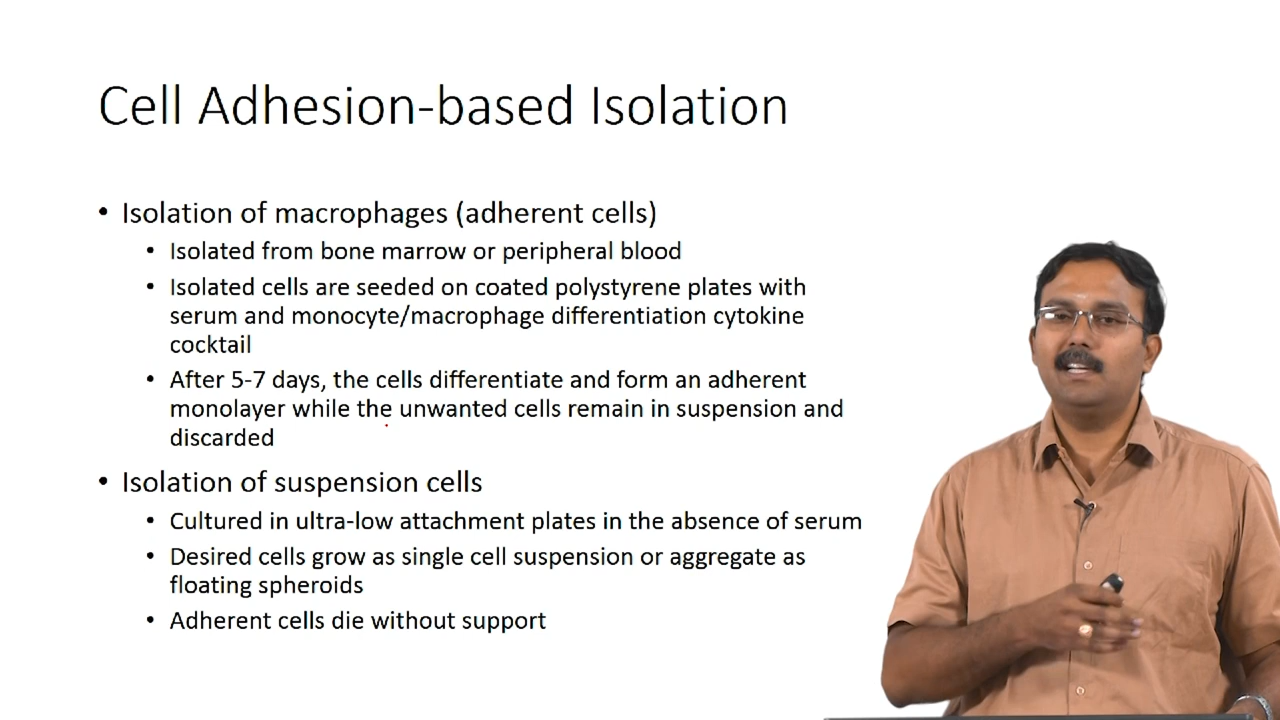 Cell Adhesion-based Isolation
• Isolation of macrophages (adherent cells)
• Isolated from bone marrow or peripheral blood
• Isolated cells are seeded on coated polystyrene plates with
serum and monocyte/macrophage differentiation cytokine
cocktail
• After 5-7 days, the cells differentiate and form an adherent
monolayer while the unwanted cells remain in suspension and
discarded
• Isolation of suspension cells
• Cultured in ultra-low attachment plates in the absence of serum
• Desired cells grow as single cell suspension or aggregate as
floating spheroids
• Adherent cells die without support